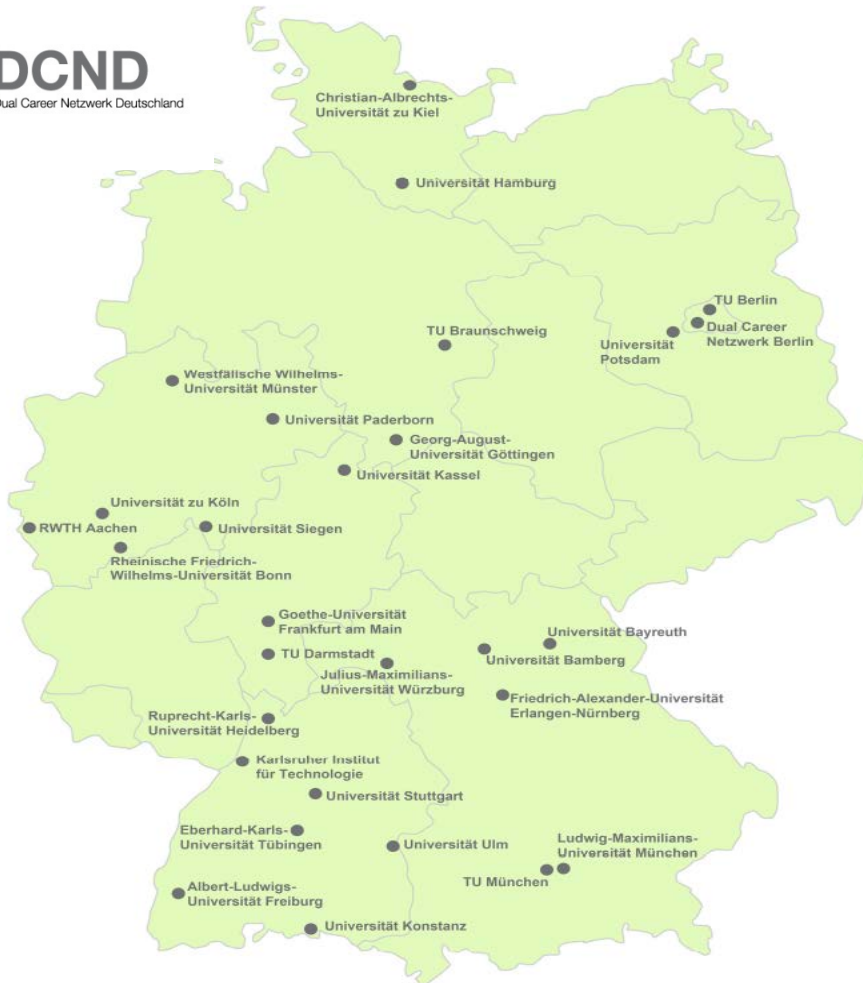 DCND
Dual Career Netzwerk Deutschland
Christian-Albrechts-
Universität zu Kiel
Universität Hamburg
TU Berlin
Dual Career
Netzwerk Berlin
Universität
Potsdam
TU Braunschweig
Westfälische Wilhelms-
Universität Münster
Universität Paderborn
Georg-August-
Universität Göttingen
Universität Kassel
Universität zu Köln
RWTH Aachen
Universität Siegen
Rheinische Friedrich-
Wilhelms-Universität Bonn
Goethe-Universität
Frankfurt am Main
TU Darmstadt
Universität Bayreuth
Universität Bamberg
Julius-Maximilians-
Universität Würzburg
Friedrich-Alexander-Universität
Erlangen-Nürnberg
Ruprecht-Karls-
Universität Heidelberg
Karlsruher Institut
für Technologie
Universität Stuttgart
Eberhard-Karls-
Universität Tübingen
Universität Ulm
Ludwig-Maximilians-
Universität München
TU München
Albert-Ludwigs-
Universität Freiburg
Universität Konstanz